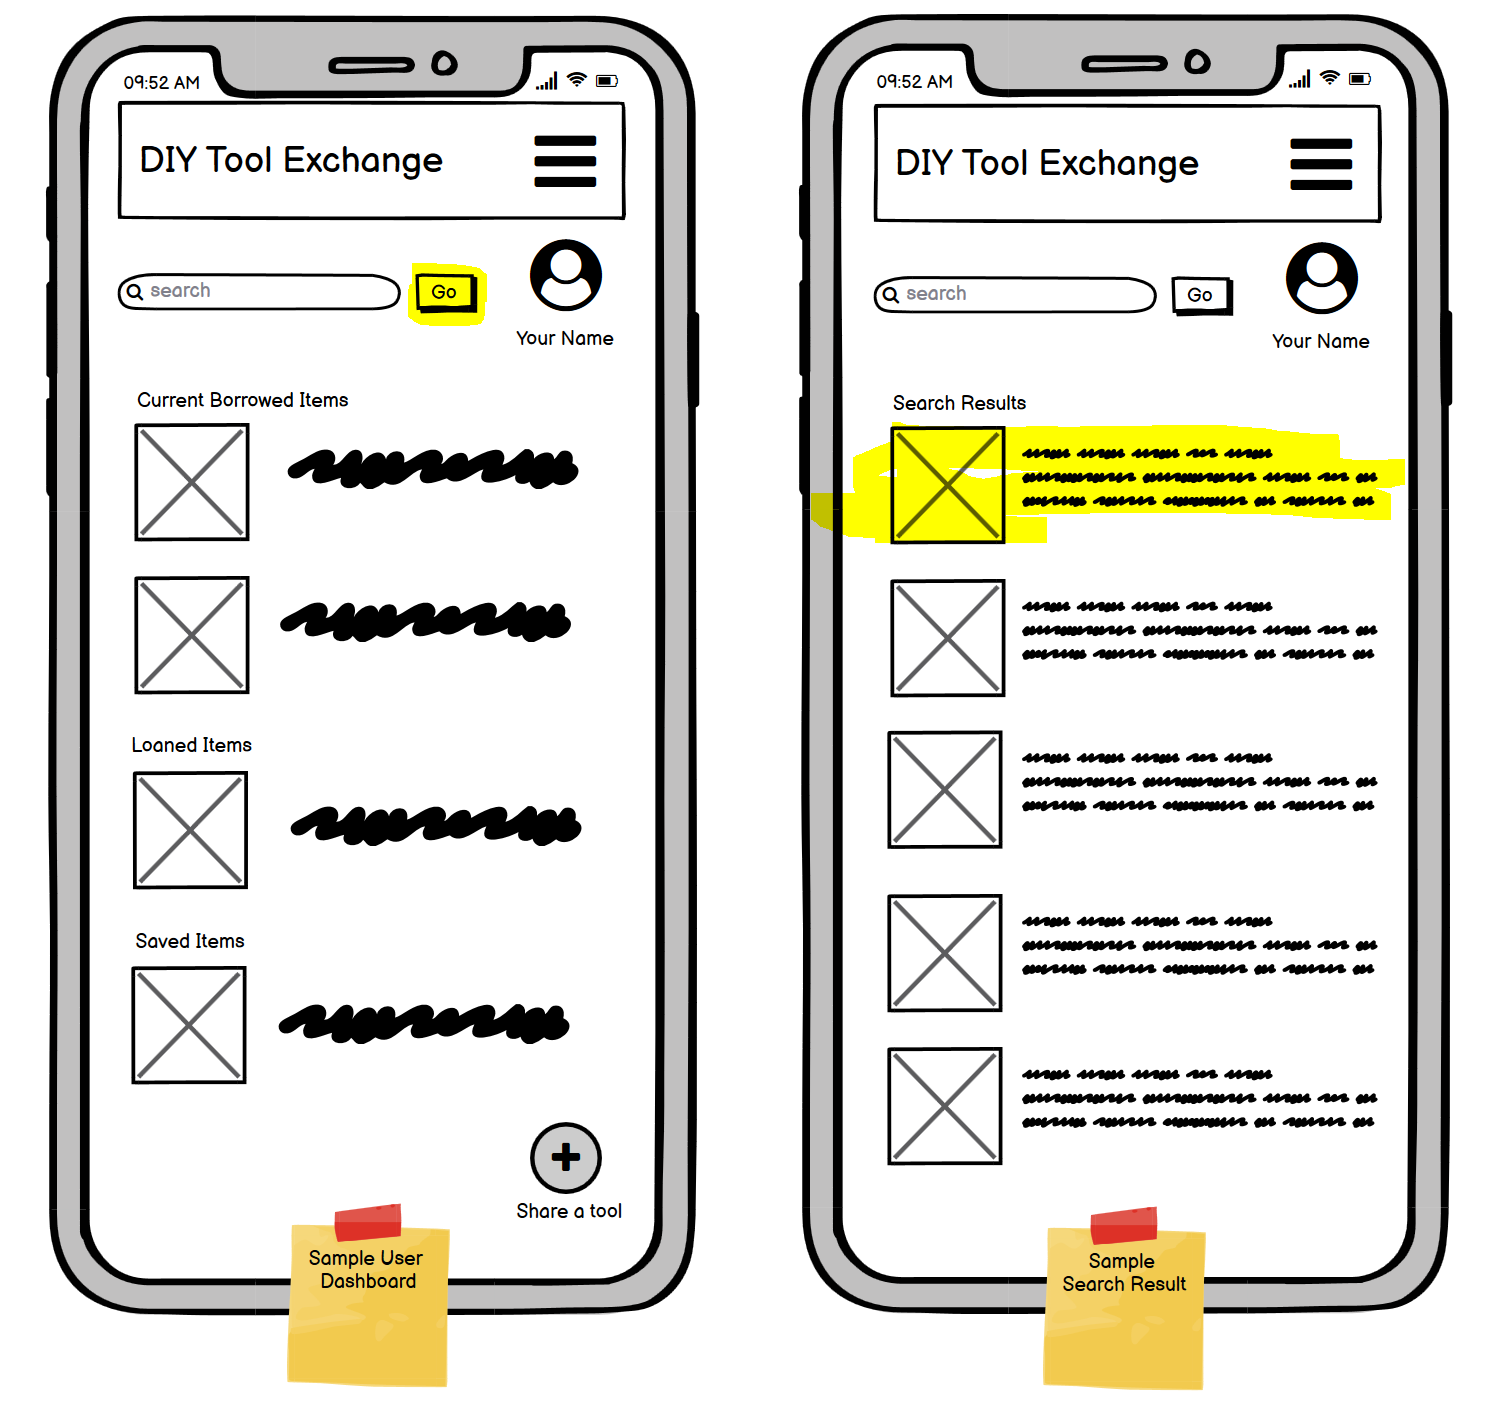 09:52 AM
DIY Tool Exchange
search
Go
Your Name
Current Borrowed Items
Loaned Items
Saved Items
Share a tool
Sample User
Dashboard
09:52 AM
DIY Tool Exchange
search
Go
Your Name
Search Results
Sample
Search Result